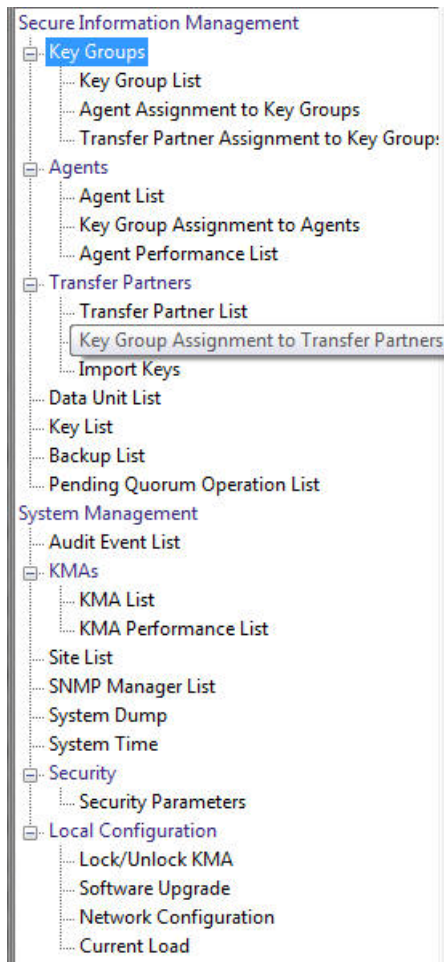 Secure Information Management
Key Groups
Key Group List
Agent Assignment to Key Groups
Transfer Partner Assignment to Key Groups
Agents
Agent List
Key Group Assignment to Agents
Agent Performance List
Transfer Partners
Transfer Partner List
Key Group Assignment to Transfer Partners
Import Keys
Data Unit List
Key List
Backup List
Pending Quorum Operation List
System Management
Audit Event List
KMAs
KMA List
KMA Performance List
Site List
SNMP Manager List
System Dump
System Time
Security
Security Parameters
Local Configuration
Lock/Unlock KMA
Software Upgrade
Network Configuration
Current Load